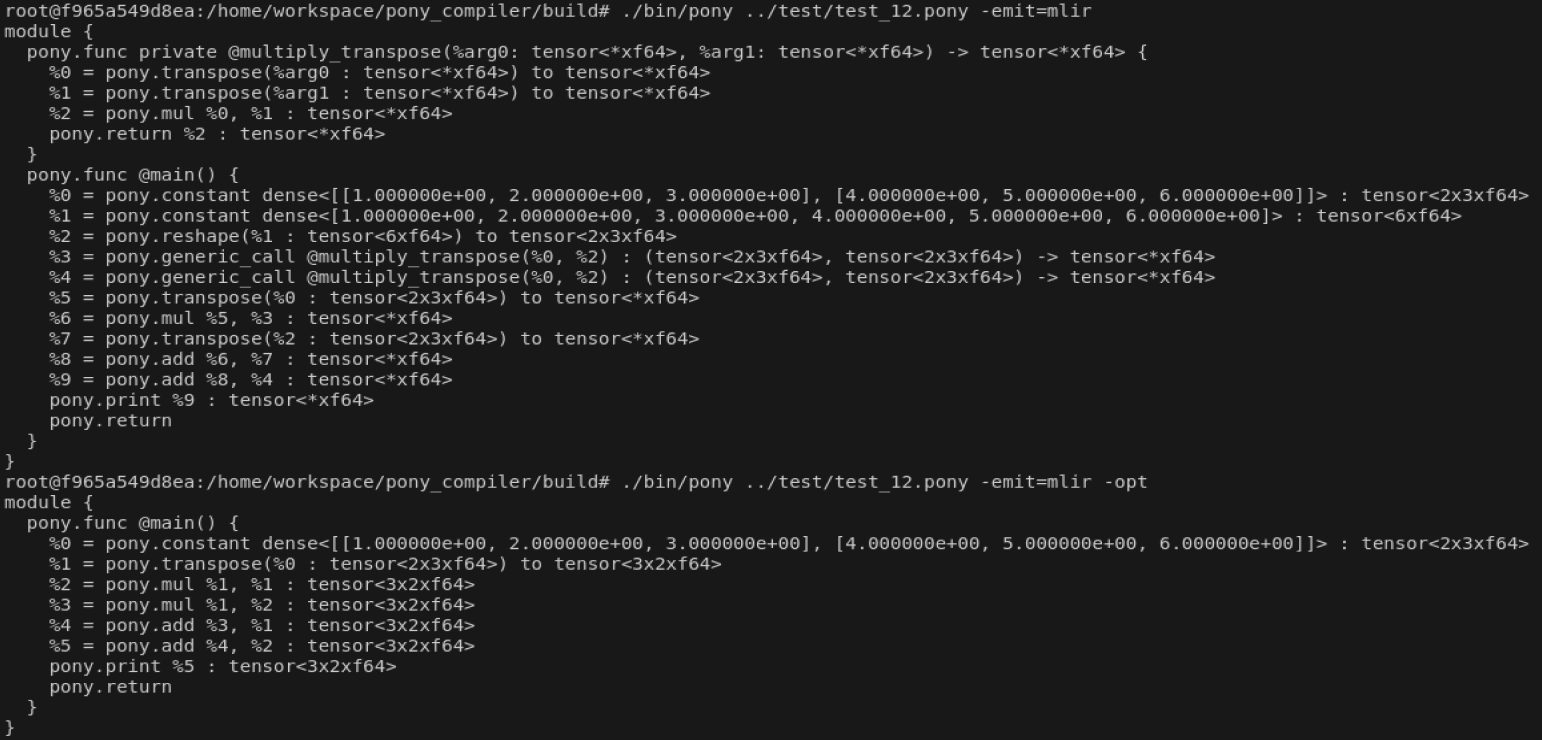 root@f965a549d8ea:/home/workspace/pony_compiler/build# ./bin/pony ../test/test_12.pony -emit=mlir
module {
  pony.func private @multiply_transpose(%arg0: tensor<*xf64>, %arg1: tensor<*xf64>) -> tensor<*xf64> {
    %0 = pony.transpose(%arg0 : tensor<*xf64>) to tensor<*xf64>
    %1 = pony.transpose(%arg1 : tensor<*xf64>) to tensor<*xf64>
    %2 = pony.mul %0, %1 : tensor<*xf64>
    pony.return %2 : tensor<*xf64>
  }
  pony.func @main() {
    %0 = pony.constant dense<[[1.000000e+00, 2.000000e+00, 3.000000e+00], [4.000000e+00, 5.000000e+00, 6.000000e+00]]> : tensor<2x3xf64>
    %1 = pony.constant dense<[1.000000e+00, 2.000000e+00, 3.000000e+00, 4.000000e+00, 5.000000e+00, 6.000000e+00]> : tensor<6xf64>
    %2 = pony.reshape(%1 : tensor<6xf64>) to tensor<2x3xf64>
    %3 = pony.generic_call @multiply_transpose(%0, %2) : (tensor<2x3xf64>, tensor<2x3xf64>) -> tensor<*xf64>
    %4 = pony.generic_call @multiply_transpose(%0, %2) : (tensor<2x3xf64>, tensor<2x3xf64>) -> tensor<*xf64>
    %5 = pony.transpose(%0 : tensor<2x3xf64>) to tensor<*xf64>
    %6 = pony.mul %5, %3 : tensor<*xf64>
    %7 = pony.transpose(%2 : tensor<2x3xf64>) to tensor<*xf64>
    %8 = pony.add %6, %7 : tensor<*xf64>
    %9 = pony.add %8, %4 : tensor<*xf64>
    pony.print %9 : tensor<*xf64>
    pony.return
  }
}
root@f965a549d8ea:/home/workspace/pony_compiler/build# ./bin/pony ../test/test_12.pony -emit=mlir -opt
module {
  pony.func @main() {
    %0 = pony.constant dense<[[1.000000e+00, 2.000000e+00, 3.000000e+00], [4.000000e+00, 5.000000e+00, 6.000000e+00]]> : tensor<2x3xf64>
    %1 = pony.transpose(%0 : tensor<2x3xf64>) to tensor<3x2xf64>
    %2 = pony.mul %1, %1 : tensor<3x2xf64>
    %3 = pony.mul %1, %2 : tensor<3x2xf64>
    %4 = pony.add %3, %1 : tensor<3x2xf64>
    %5 = pony.add %4, %2 : tensor<3x2xf64>
    pony.print %5 : tensor<3x2xf64>
    pony.return
  }
}